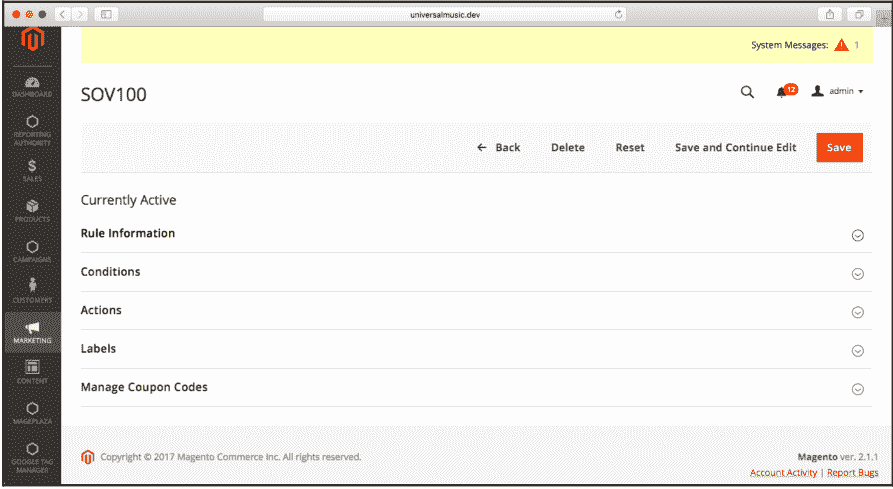 universalmusic.dev
System Messages: 1
SOV100
12
admin
Back
Delete
Reset
Save and Continue Edit
Save
DASHBOARD
REPORTING
AUTHORITY
SALES
PRODUCTS
CAMPAIGNS
CUSTOMERS
MARKETING
CONTENT
MAGEPLAZA
GOOGLE TAG
MANAGER
Currently Active
Rule Information
Conditions
Actions
Labels
Manage Coupon Codes
Copyright © 2017 Magento Commerce Inc. All rights reserved.
Magento ver. 2.1.1
Account Activity | Report Bugs